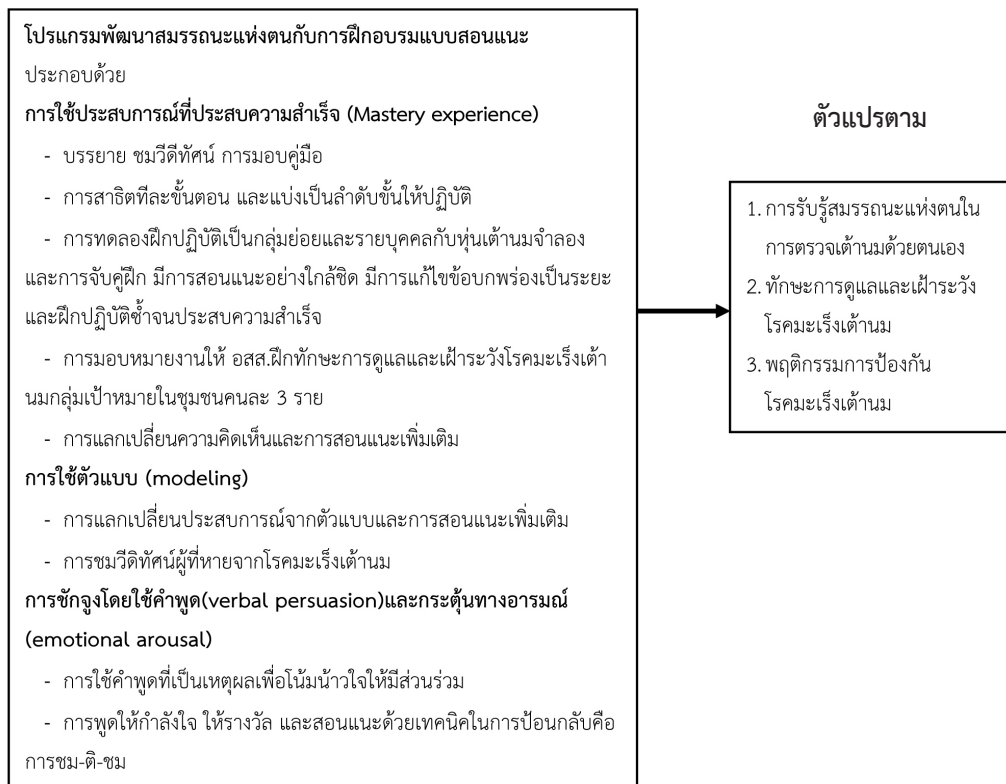 โปรแกรมพัฒนาสมรรถนะแห่งตนกับการฝึกอบรมแบบสอนแนะ
ประกอบด้วย
การใช้ประสบการณ์ที่ประสบความสำเร็จ (Mastery experience)
- บรรยาย ชมวีดีทัศน์ การมอบคู่มือ
- การสาธิตทีละขั้นตอน และแบ่งเป็นลำดับขั้นให้ปฏิบัติ
- การทดลองฝึกปฏิบัติเป็นกลุ่มย่อยและรายบุคคลกับหุ่นเต้านมจำลอง
และการจับคู่ฝึก มีการสอนแนะอย่างใกล้ชิด มีการแก้ไขข้อบกพร่องเป็นระยะ
และฝึกปฏิบัติซ้ำจนประสบความสำเร็จ
- การมอบหมายงานให้ อสส.ฝึกทักษะการดูแลและเฝ้าระวังโรคมะเร็งเต้า
นมกลุ่มเป้าหมายในชุมชนคนละ 3 ราย
- การแลกเปลี่ยนความคิดเห็นและการสอนแนะเพิ่มเติม
การใช้ตัวแบบ (modeling)
- การแลกเปลี่ยนประสบการณ์จากตัวแบบและการสอนแนะเพิ่มเติม
- การชมวีดิทัศน์ผู้ที่หายจากโรคมะเร็งเต้านม
การชักจูงโดยใช้คำพูด(verbal persuasion)และกระตุ้นทางอารมณ์
(emotional arousal)
- การใช้คำพูดที่เป็นเหตุผลเพื่อโน้มน้าวใจให้มีส่วนร่วม
- การพูดให้กำลังใจ ให้รางวัล และสอนแนะด้วยเทคนิคในการป้อนกลับคือ
การชม-ติ-ชม
ตัวแปรตาม
1. การรับรู้สมรรถนะแห่งตนใน
การตรวจเต้านมด้วยตนเอง
2. ทักษะการดูแลและเฝ้าระวัง
โรคมะเร็งเต้านม
3. พฤติกรรมการป้องกัน
โรคมะเร็งเต้านม